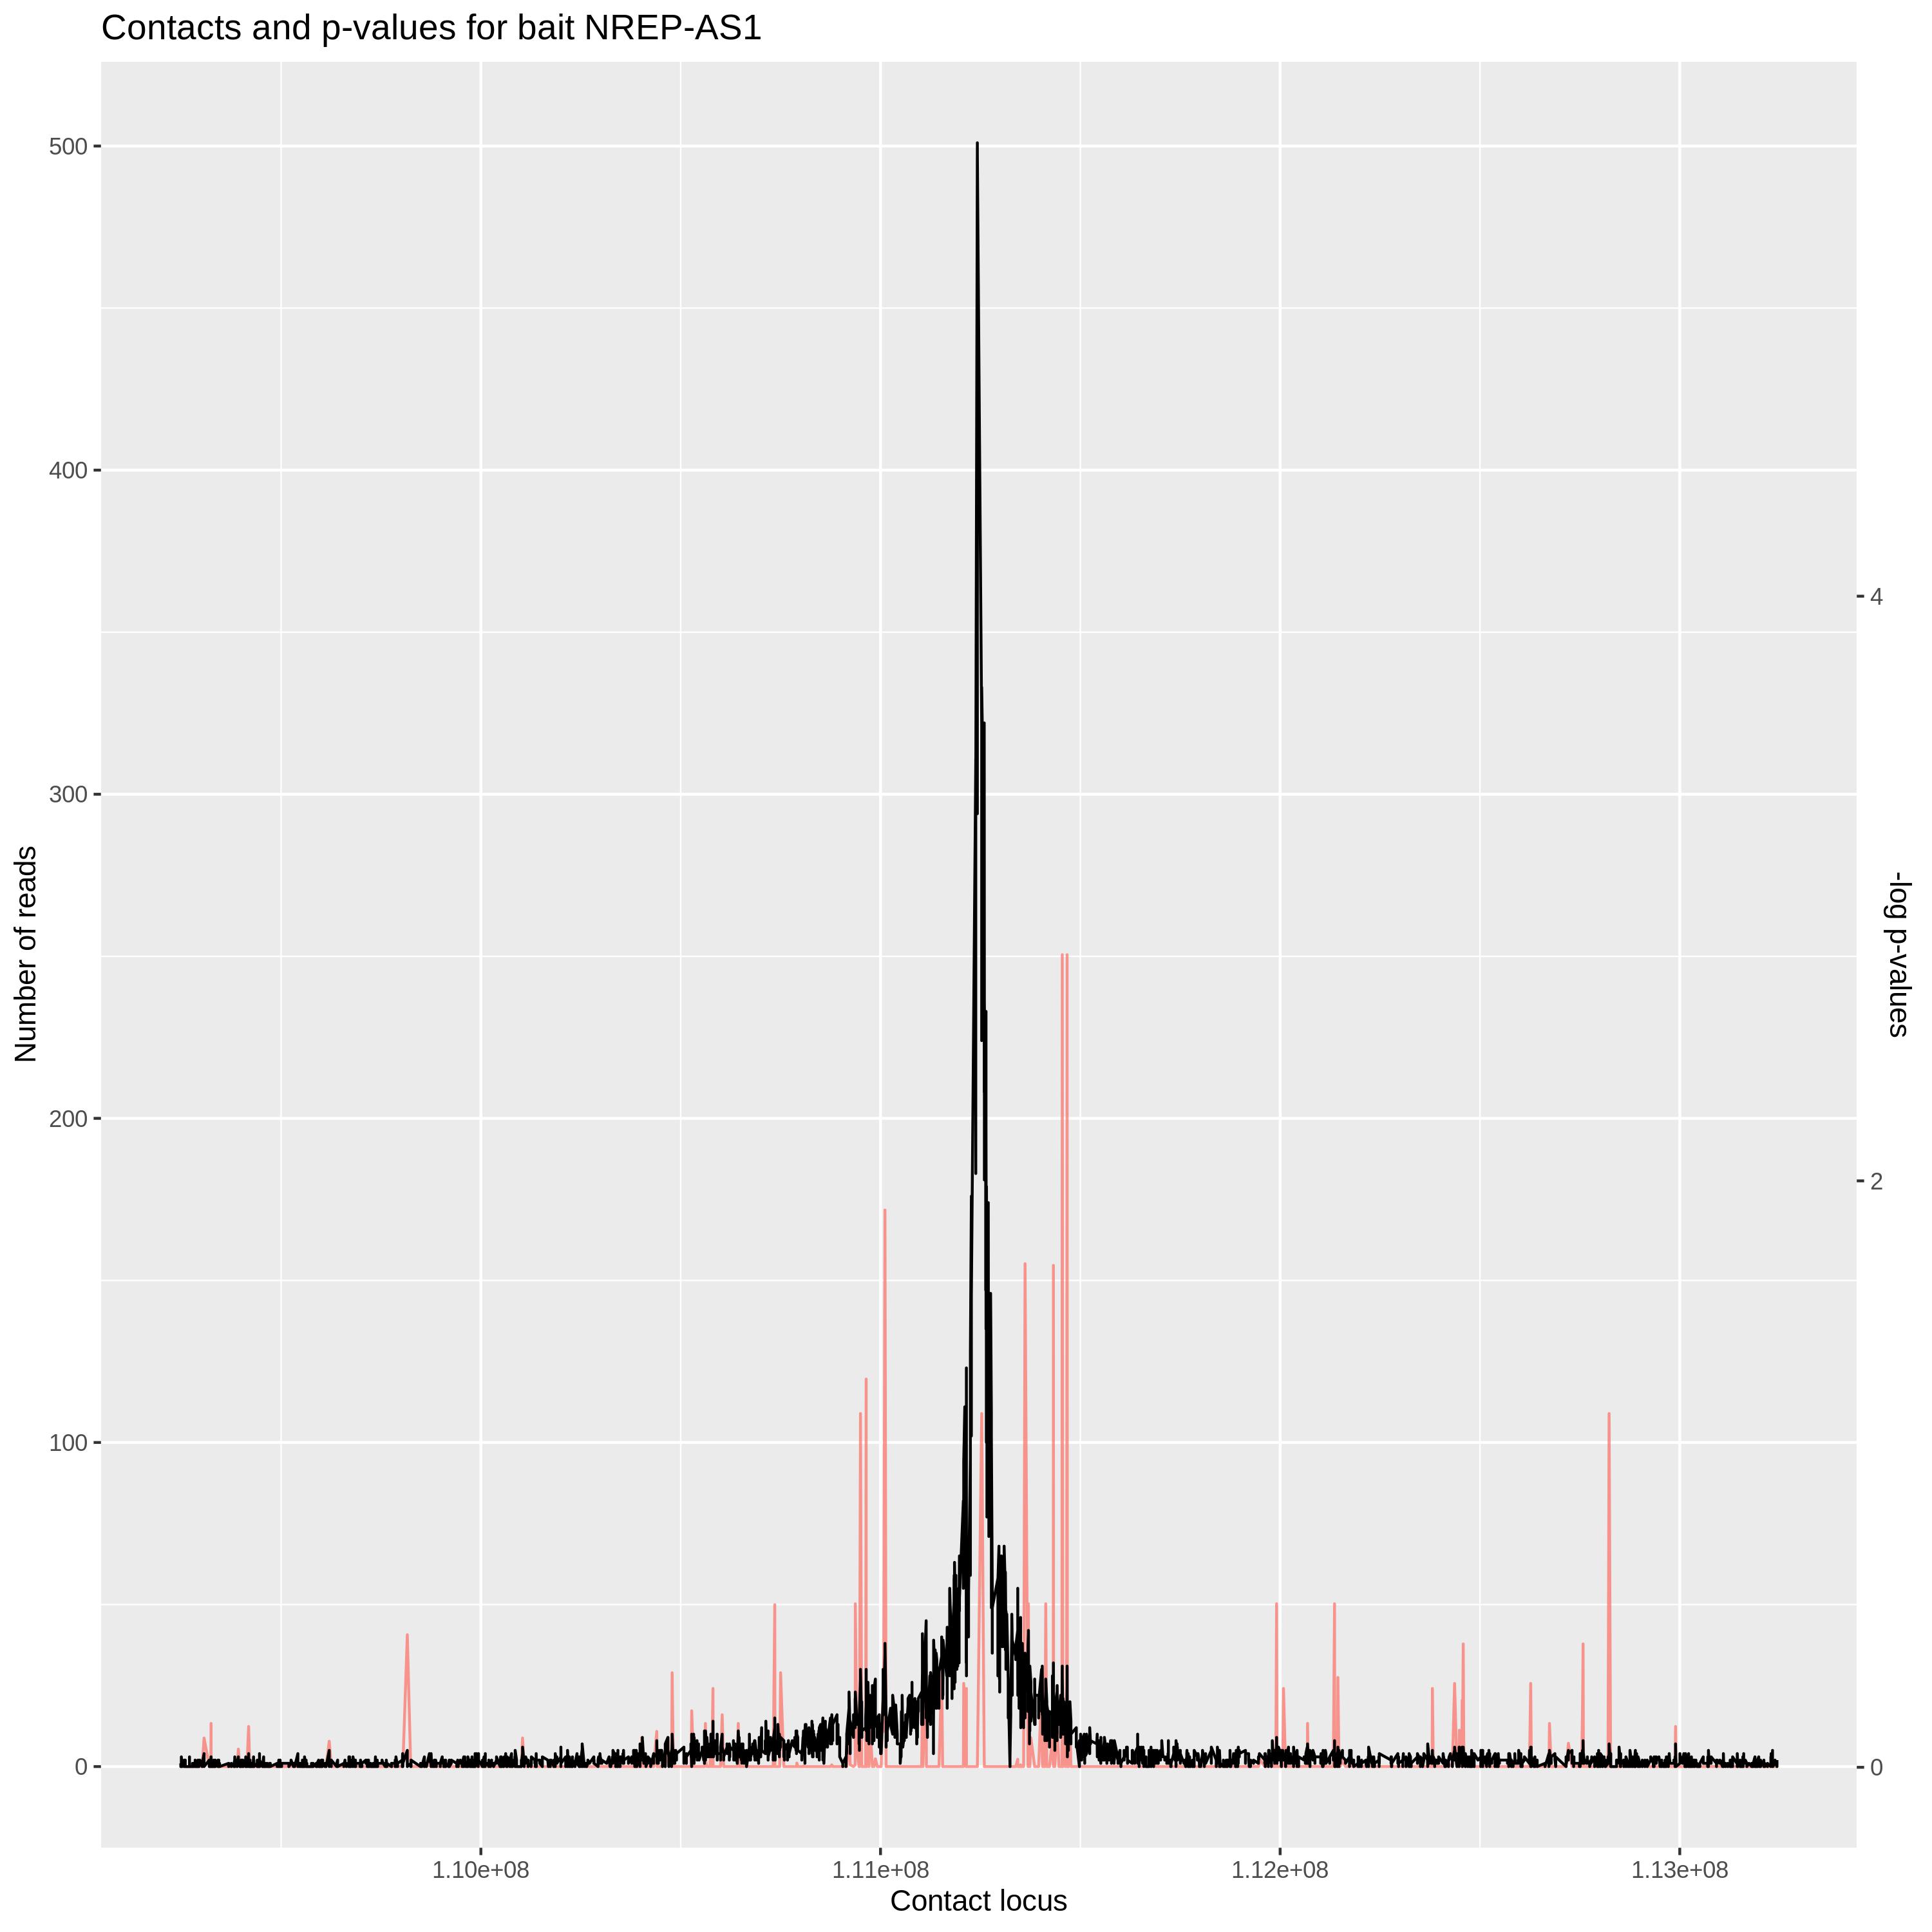 Contacts and p-values for bait NREP-AS1
500
400
300
200
100
0
Number of reads
4
2
0
-log p-values
1.10e+08
1.11e+08
1.12e+08
1.13e+08
Contact locus